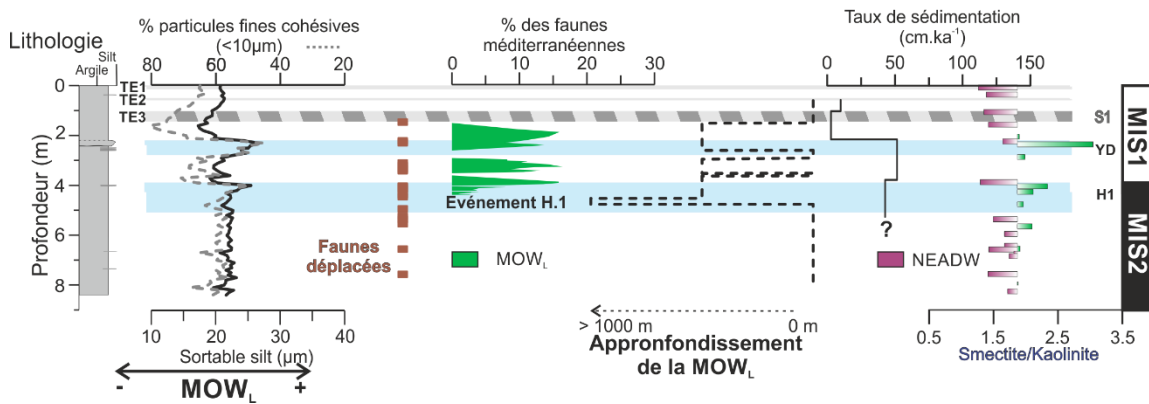 Lithologie
Silt
Argile
% particules fines cohésives
(<10µm)
80 60 40 20
% des faunes
méditerranéennes
0 10 20 30
Taux de sédimentation
(cm.ka-1)
0 50 100 150
Profondeur (m)
0
2
4
6
8
TE1
TE2
TE3
S1
YD
H1
MIS1
MIS2
Evénement H.1
Faunes
déplacées
MOWL
?
NEADW
10 20 30 40
Sortable silt (µm)
- MOWL +
> 1000 m 0 m
Appronfondissement
de la MOWL
0.5 1.5 2.5 3.5
Smectite/Kaolinite